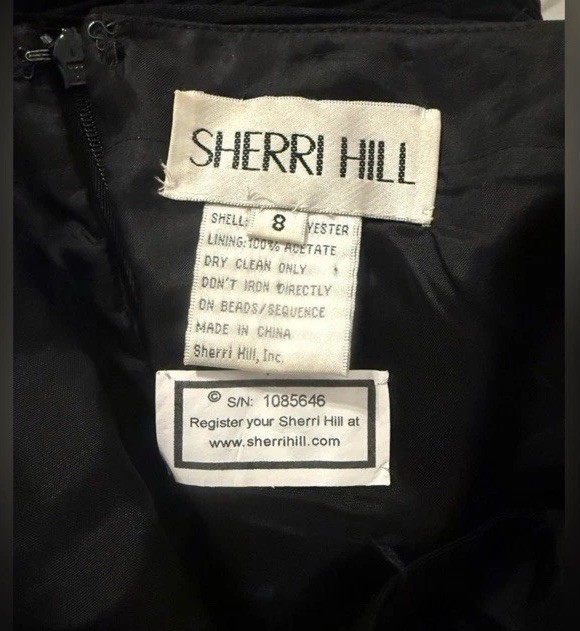 SHERRI HILL
SHELL: 8 YESTER
LINING:100% ACETATE
DRY CLEAN ONLY
DON'T IRON DIRECTLY
ON BEADS/SEQUENCE
MADE IN CHINA
Sherri Hill, Inc.
© S/N: 1085646
Register your Sherri Hill at
www.sherrihill.com